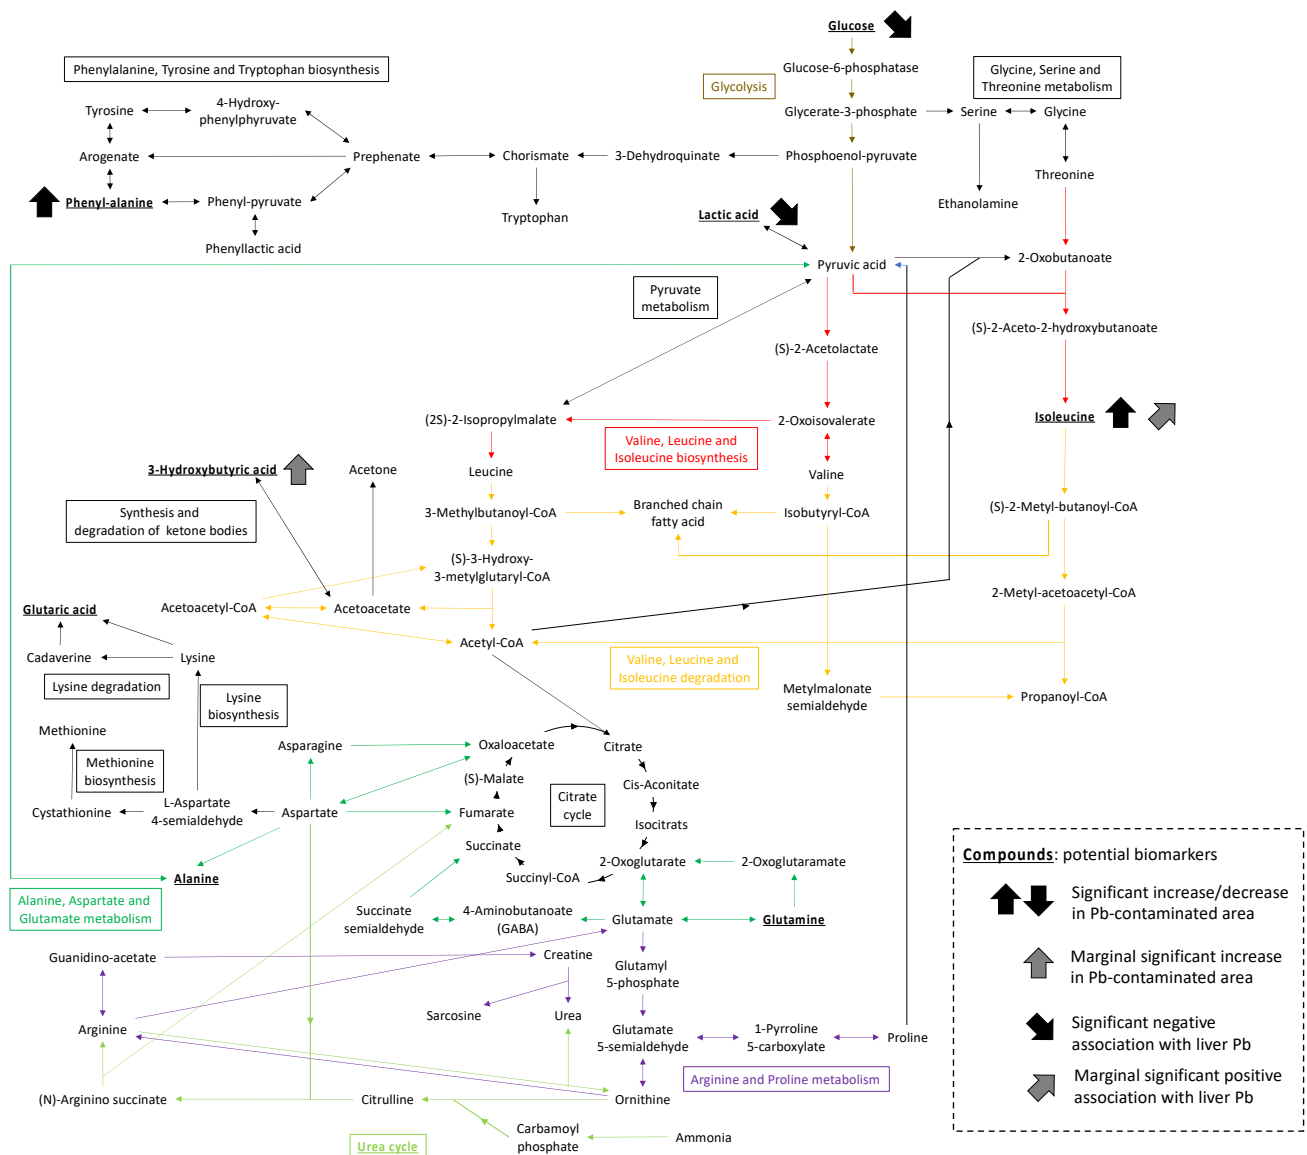 Glucose
Glucose-6-phosphatase
Glycolysis
Glycerate-3-phosphate
Serine
Glycine
Glycine, Serine and
Threonine metabolism
Phenylalanine, Tyrosine and Tryptophan biosynthesis
Tyrosine
4-Hydroxy-
phenylphyruvate
Arogenate
Prephenate
Chorismate
3-Dehydroquinate
Phosphoenol-pyruvate
Threonine
Phenyl-alanine
Phenyl-pyruvate
Tryptophan
Lactic acid
Ethanolamine
Phenyllactic acid
Pyruvic acid
2-Oxobutanoate
Pyruvate
metabolism
(S)-2-Aceto-2-hydroxybutanoate
(S)-2-Acetolactate
(2S)-2-Isopropylmalate
2-Oxoisovalerate
Isoleucine
Valine, Leucine and
Isoleucine biosynthesis
3-Hydroxybutyric acid
Acetone
Leucine
Valine
Synthesis and
degradation of ketone bodies
3-Methylbutanoyl-CoA
Branched chain
fatty acid
Isobutyryl-CoA
(S)-2-Metyl-butanoyl-CoA
(S)-3-Hydroxy-
3-metylglutaryl-CoA
Acetoacetyl-CoA
Acetoacetate
2-Metyl-acetoacetyl-CoA
Glutaric acid
Acetyl-CoA
Cadaverine
Lysine
Valine, Leucine and
Isoleucine degradation
Lysine degradation
Lysine
biosynthesis
Metylmalonate
semialdehyde
Propanoyl-CoA
Methionine
Methionine
biosynthesis
Asparagine
Oxaloacetate
Citrate
(S)-Malate
Cis-Aconitate
Citrate
cycle
Cystathionine
L-Aspartate
4-semialdehyde
Aspartate
Fumarate
Isocitrats
Succinate
2-Oxoglutarate
2-Oxoglutaramate
Succinyl-CoA
Alanine
Alanine, Aspartate and
Glutamate metabolism
Succinate
semialdehyde
4-Aminobutanoate
(GABA)
Glutamate
Glutamine
Guanidino-acetate
Creatine
Glutamyl
5-phosphate
Sarcosine
Urea
Arginine
Glutamate
5-semialdehyde
1-Pyrroline
5-carboxylate
Proline
Arginine and Proline metabolism
(N)-Arginino succinate
Citrulline
Ornithine
Urea cycle
Carbamoyl
phosphate
Ammonia
Compounds: potential biomarkers
Significant increase/decrease
in Pb-contaminated area
Marginal significant increase
in Pb-contaminated area
Significant negative
association with liver Pb
Marginal significant positive
association with liver Pb